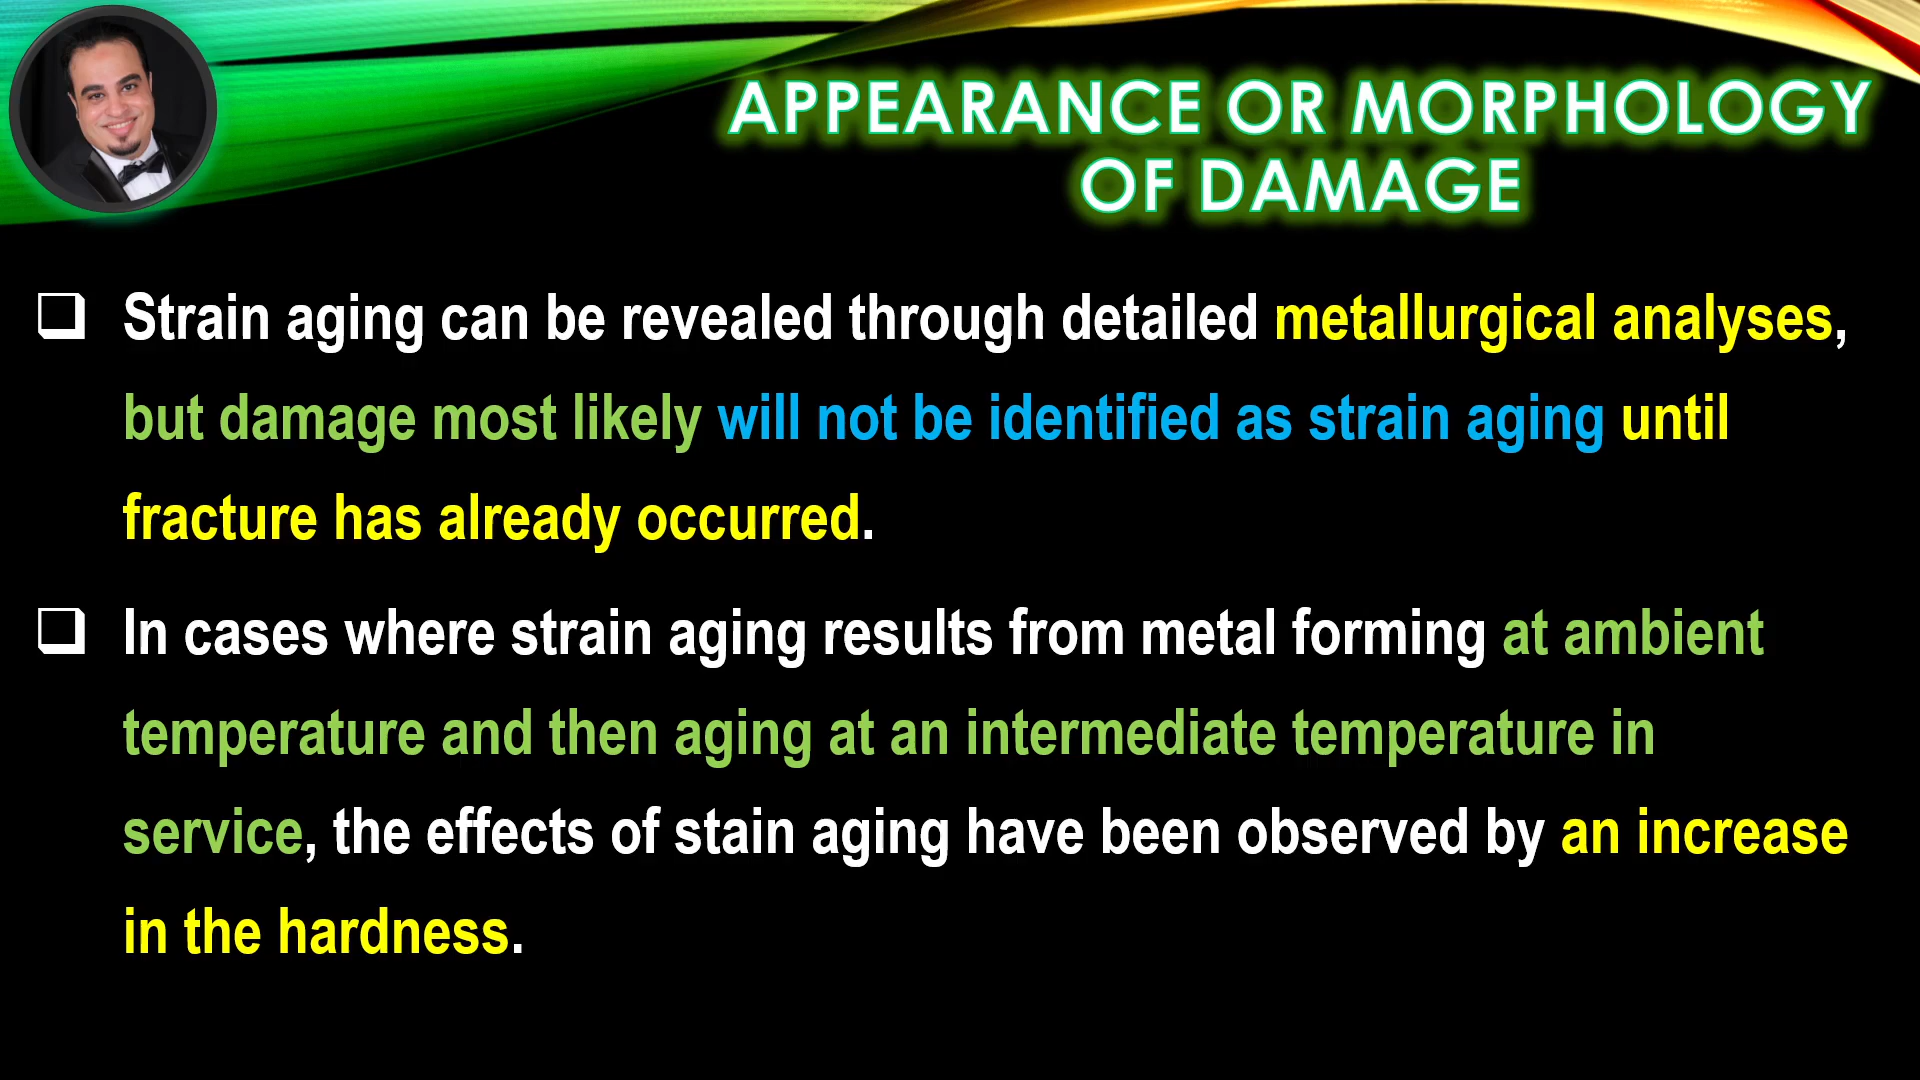 APPEARANCE OR MORPHOLOGY
OF DAMAGE
Strain aging can be revealed through detailed metallurgical analyses,
but damage most likely will not be identified as strain aging until
fracture has already occurred.
In cases where strain aging results from metal forming at ambient
temperature and then aging at an intermediate temperature in
service, the effects of stain aging have been observed by an increase
in the hardness.